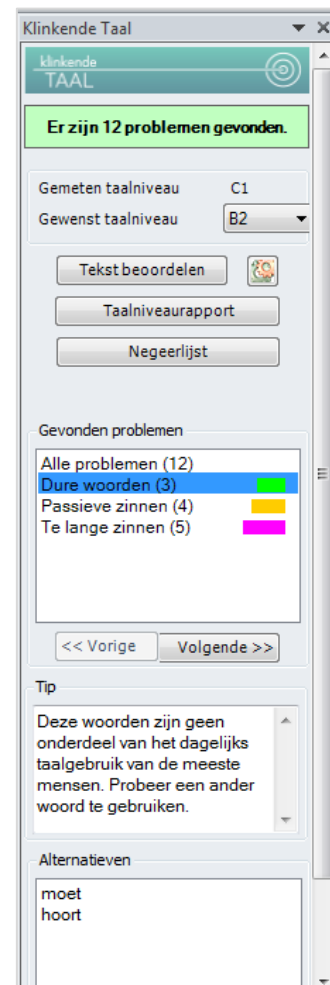 Klinkende Taal
klinkende
TAAL
Er zijn 12 problemen gevonden.
Gemeten taalniveau C1
Gewenst taalniveau B2
Tekst beoordelen
Taalniveaurapport
Negeerlijst
Gevonden problemen
Alle problemen (12)
Dure woorden (3)
Passieve zinnen (4)
Te lange zinnen (5)
<< Vorige Volgende >>
Tip
Deze woorden zijn geen
onderdeel van het dagelijks
taalgebruik van de meeste
mensen. Probeer een ander
woord te gebruiken.
Alternatieven
moet
hoort